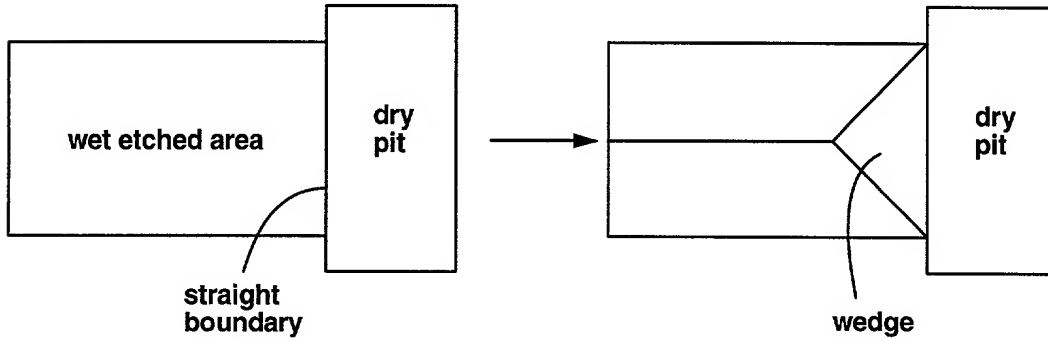 wet etched area
dry
pit
straight
boundary
dry
pit
wedge